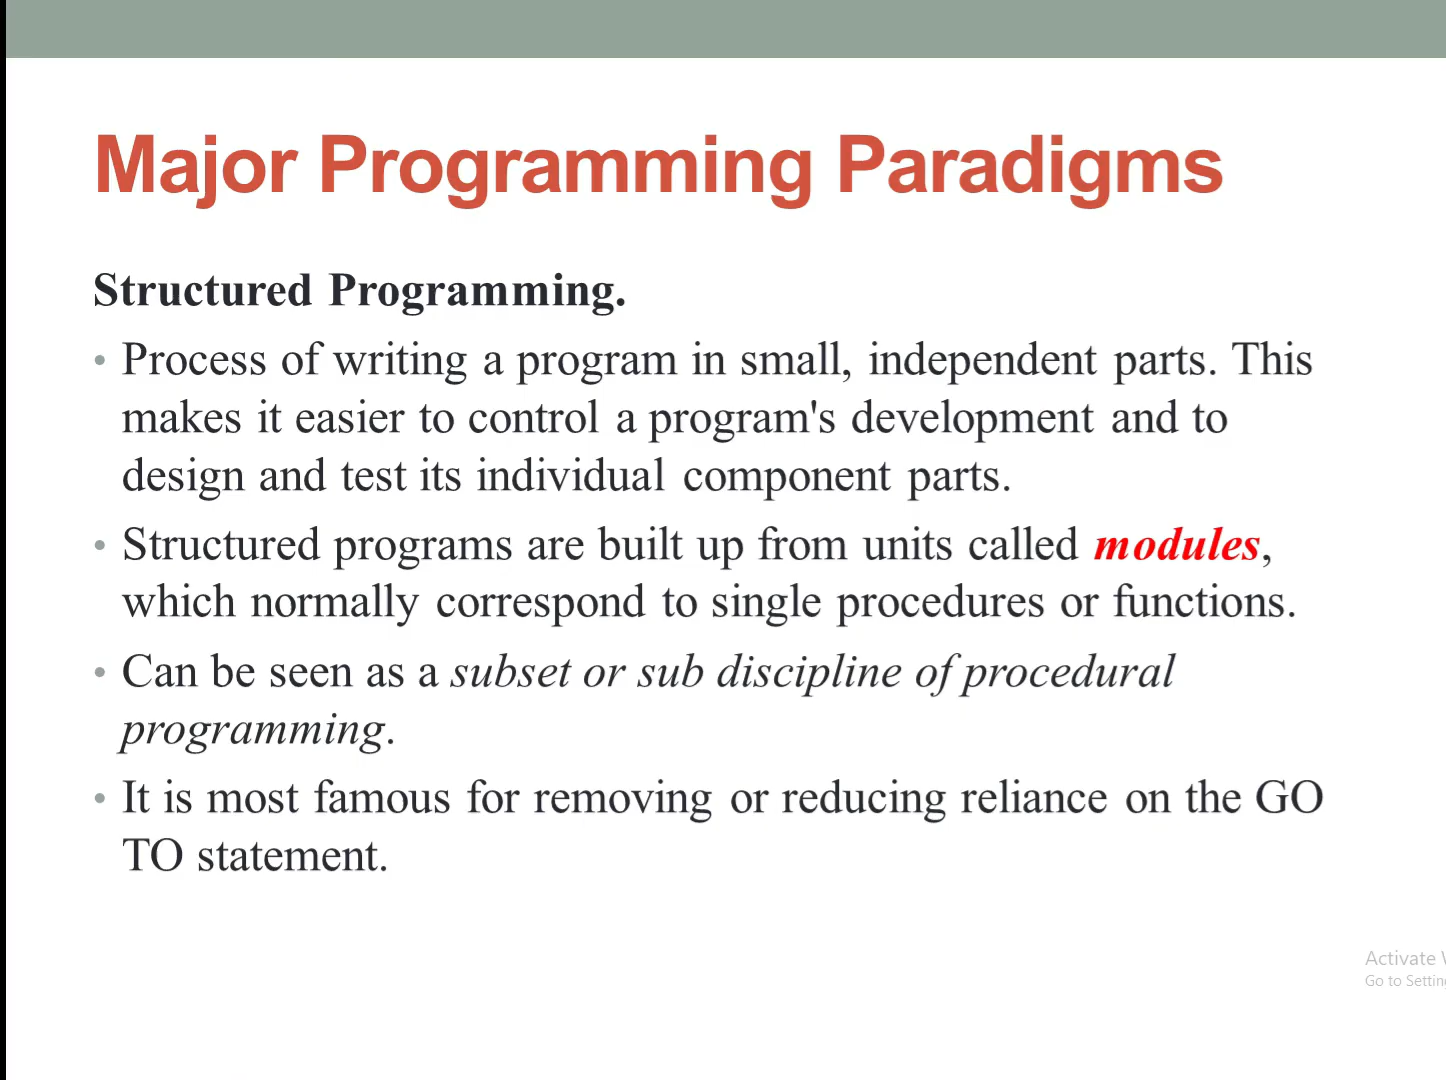 Major Programming Paradigms
Structured Programming.
• Process of writing a program in small, independent parts. This
makes it easier to control a program's development and to
design and test its individual component parts.
• Structured programs are built up from units called modules,
which normally correspond to single procedures or functions.
• Can be seen as a subset or sub discipline of procedural
programming.
• It is most famous for removing or reducing reliance on the GO
TO statement.
Activate
Go to